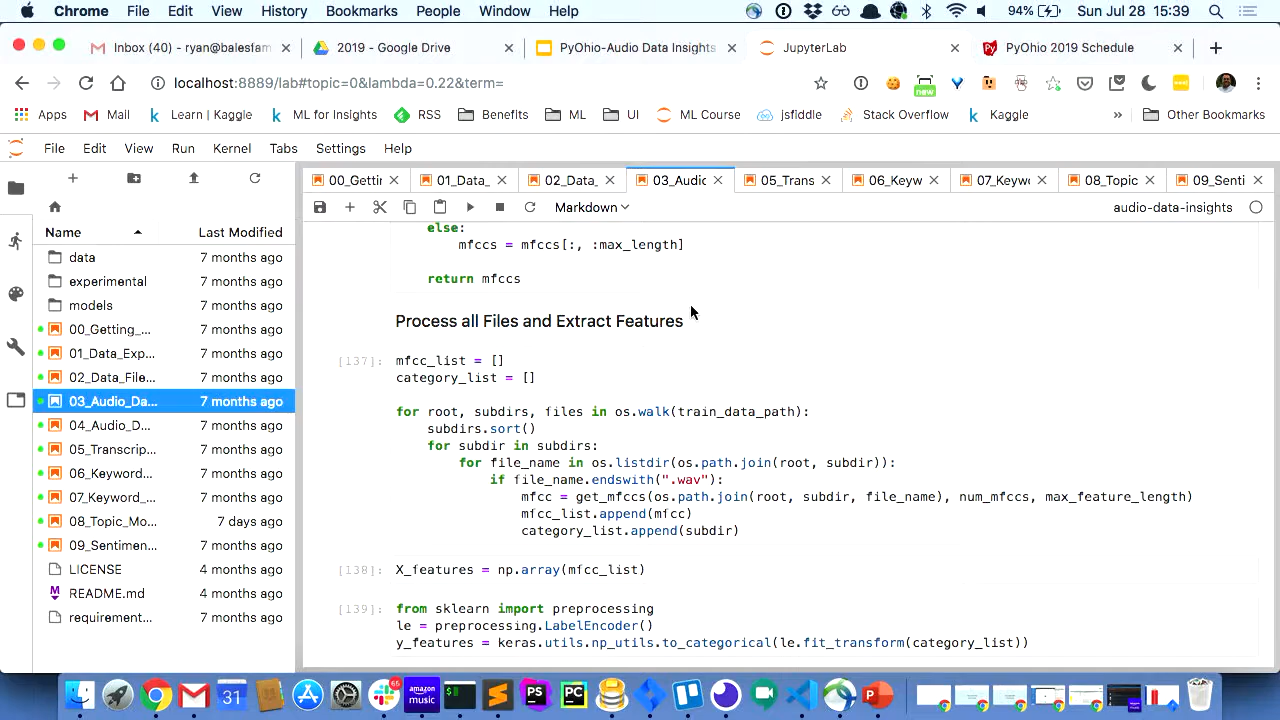 Chrome File Edit View History Bookmarks People Window Help 94% Sun Jul 28 15:39
Inbox (40) - ryan@balesfam 2019 - Google Drive PyOhio-Audio Data Insights JupyterLab PyOhio 2019 Schedule
localhost:8889/lab#topic=0&lambda=0.22&term= new
Apps Mail Learn | Kaggle ML for Insights RSS Benefits ML UI ML Course jsfiddle Stack Overflow Kaggle » Other Bookmarks
File Edit View Run Kernel Tabs Settings Help
00_Gettin 01_Data_ 02_Data_ 03_Audio 05_Trans 06_Keyw 07_Keyw 08_Topic 09_Senti
Markdown audio-data-insights
Name Last Modified
data 7 months ago
experimental 7 months ago
models 7 months ago
00_Getting_... 7 months ago
01_Data_Exp... 7 months ago
02_Data_File... 7 months ago
03_Audio_Da... 7 months ago
04_Audio_D... 7 months ago
05_Transcrip... 7 months ago
06_Keyword... 7 months ago
07_Keyword_... 7 months ago
08_Topic_Mo... 7 days ago
09_Sentimen... 7 months ago
LICENSE 4 months ago
README.md 4 months ago
requirement... 7 months ago
else:
mfccs = mfccs[:, :max_length]
return mfccs
Process all Files and Extract Features
[137]: mfcc_list = []
category_list = []
for root, subdirs, files in os.walk(train_data_path):
subdirs.sort()
for subdir in subdirs:
for file_name in os.listdir(os.path.join(root, subdir)):
if file_name.endswith(".wav"):
mfcc = get_mfccs(os.path.join(root, subdir, file_name), num_mfccs, max_feature_length)
mfcc_list.append(mfcc)
category_list.append(subdir)
[138]: X_features = np.array(mfcc_list)
[139]: from sklearn import preprocessing
le = preprocessing.LabelEncoder()
y_features = keras.utils.np_utils.to_categorical(le.fit_transform(category_list))
31 65 amazon music PS PC